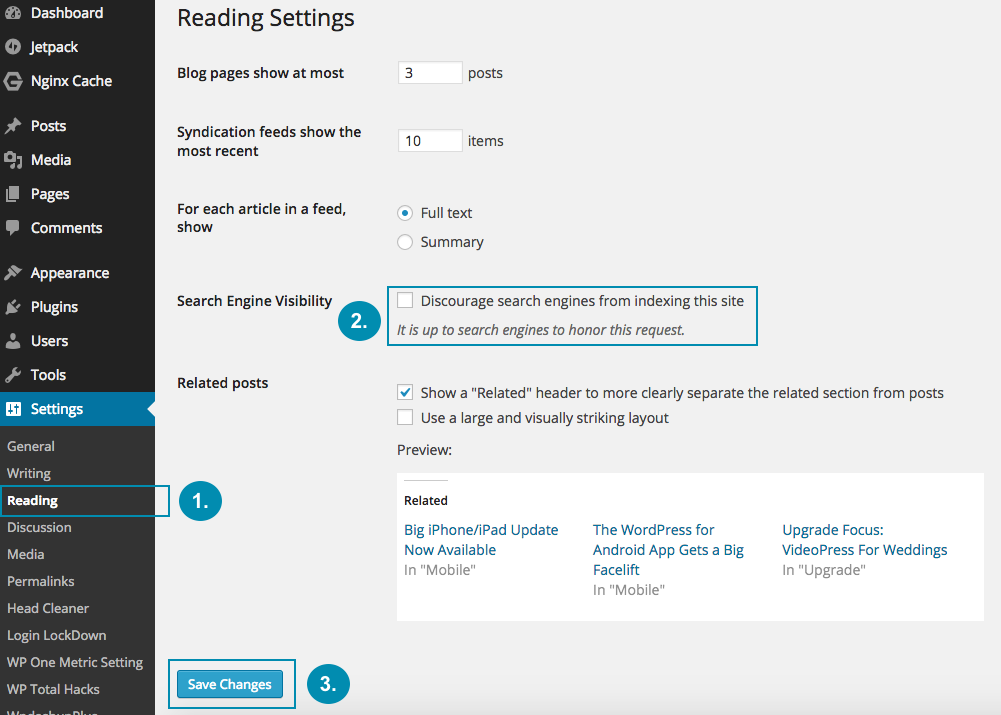 Dashboard
Jetpack
Nginx Cache
Posts
Media
Pages
Comments
Appearance
Plugins
Users
Tools
Settings
General
Writing
Reading
1.
Discussion
Media
Permalinks
Head Cleaner
Login LockDown
WP One Metric Setting
WP Total Hacks
Reading Settings
Blog pages show at most
3 posts
Syndication feeds show the
most recent
10 items
For each article in a feed,
show
Full text
Summary
Search Engine Visibility
2.
Discourage search engines from indexing this site
It is up to search engines to honor this request.
Related posts
Show a "Related" header to more clearly separate the related section from posts
Use a large and visually striking layout
Preview:
Related
Big iPhone/iPad Update
Now Available
In "Mobile"
The WordPress for
Android App Gets a Big
Facelift
In "Mobile"
Upgrade Focus:
VideoPress For Weddings
In "Upgrade"
Save Changes
3.